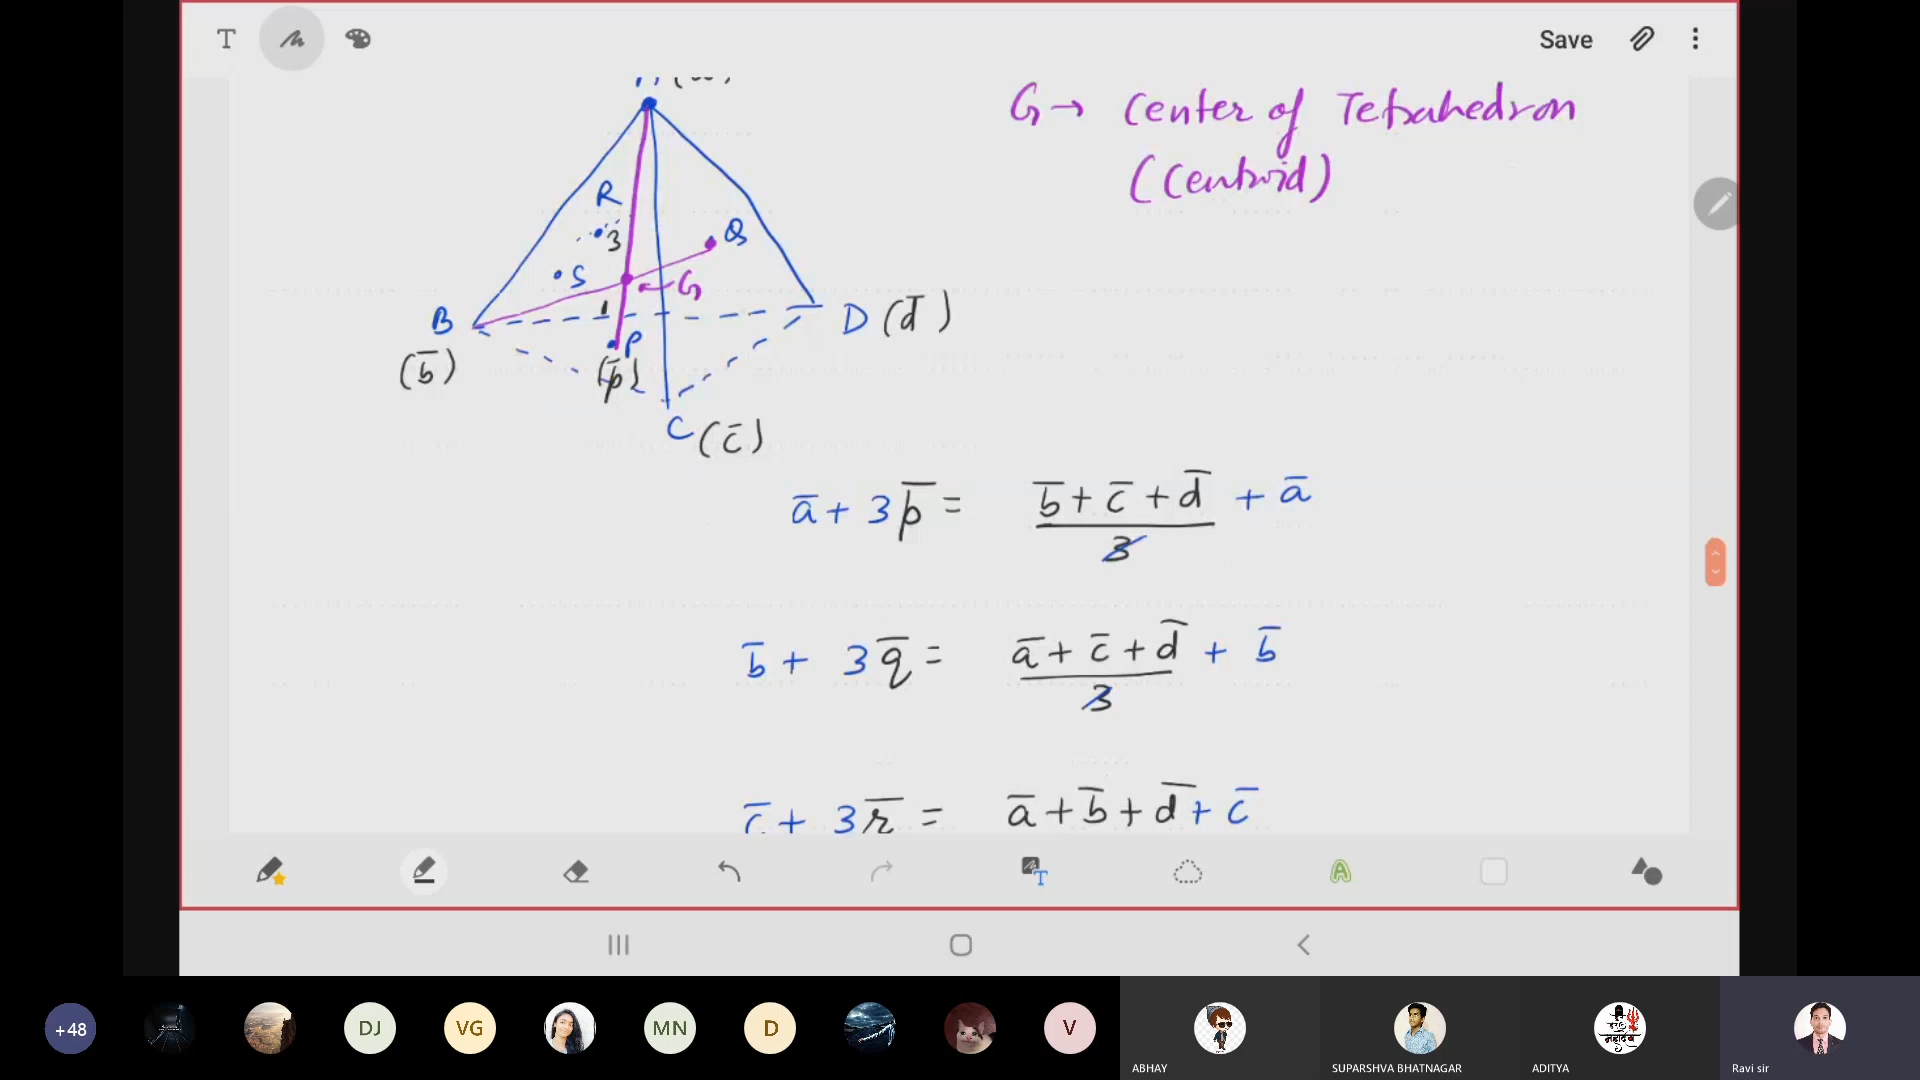 T
Save
G → Center of Tetrahedron
(Centroid)
R
3
Q
S
G
1
B
D (d̅)
P
(b̅)
(p̅)
C (c̅)
a̅ + 3p̅ = b̅ + c̅ + d̅ / 3 + a̅
b̅ + 3q̅ = a̅ + c̅ + d̅ / 3 + b̅
c̅ + 3r̅ = a̅ + b̅ + d̅ + c̅
T
A
+48
DJ
VG
MN
D
V
ABHAY
SUPARSHVA BHATNAGAR
ADITYA
Ravi sir